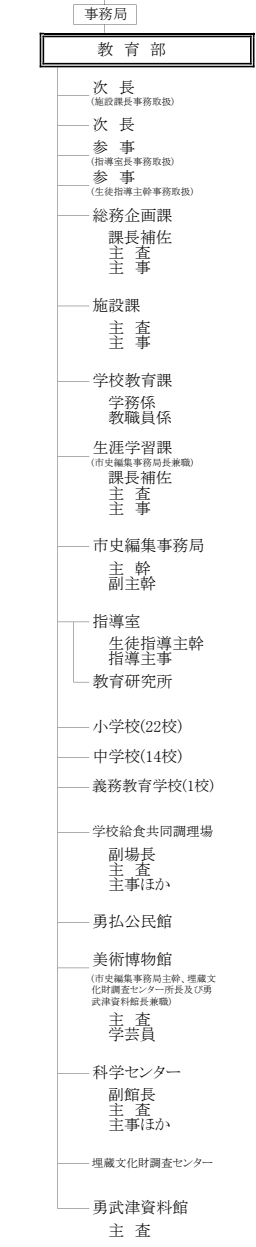 事務局
教育部
次 長
(施設課長事務取扱)
次 長
参 事
(指導室長事務取扱)
参 事
(生徒指導主幹事務取扱)
総務企画課
課長補佐
主 査
主 事
施設課
主 査
主 事
学校教育課
学務係
教職員係
生涯学習課
(市史編集事務局長兼職)
課長補佐
主 査
主 事
市史編集事務局
主 幹
副主幹
指導室
生徒指導主幹
指導主事
教育研究所
小学校(22校)
中学校(14校)
義務教育学校(1校)
学校給食共同調理場
副場長
主 査
主事ほか
勇払公民館
美術博物館
(市史編集事務局主幹、埋蔵文
化財調査センター所長及び勇
武津資料館長兼職)
主 査
学芸員
科学センター
副館長
主 査
主事ほか
埋蔵文化財調査センター
勇武津資料館
主 査